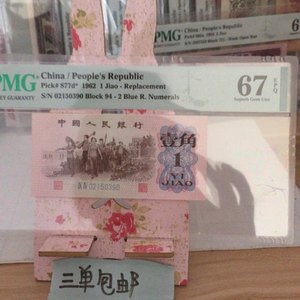 PMG
China / People's Republic
Pick# 877d* 1962 1 Jiao - Replacement
S/N 02150390 Block 94 - 2 Blue R. Numerals
67 EPQ
Superb Gem Unc
中国人民银行
壹角
1
YI
JIAO
02150390
三单包邮